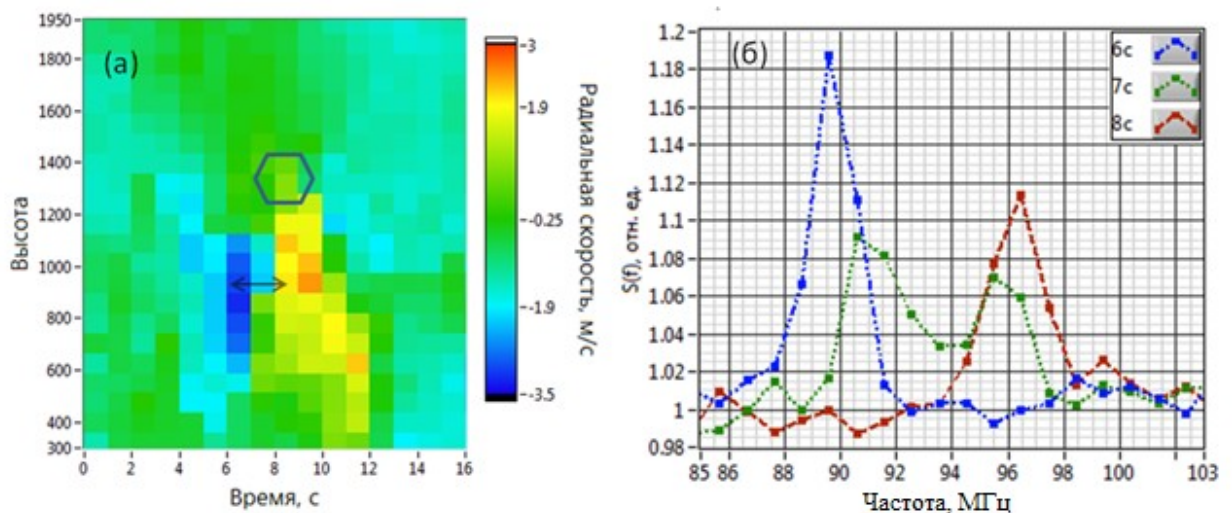 (а)
1950
1800
1600
1400
1200
1000
800
600
400
300
Высота
0 2 4 6 8 10 12 14 16
Время, с
3
-1.9
-0.25
-1.9
-3.5
Радиальная скорость, м/с
(б)
1.2
1.18
1.16
1.14
1.12
1.1
1.08
1.06
1.04
1.02
1
0.98
S(f), отн. ед.
6с
7с
8с
85 86 88 90 92 94 96 98 100 103
Частота, МГц